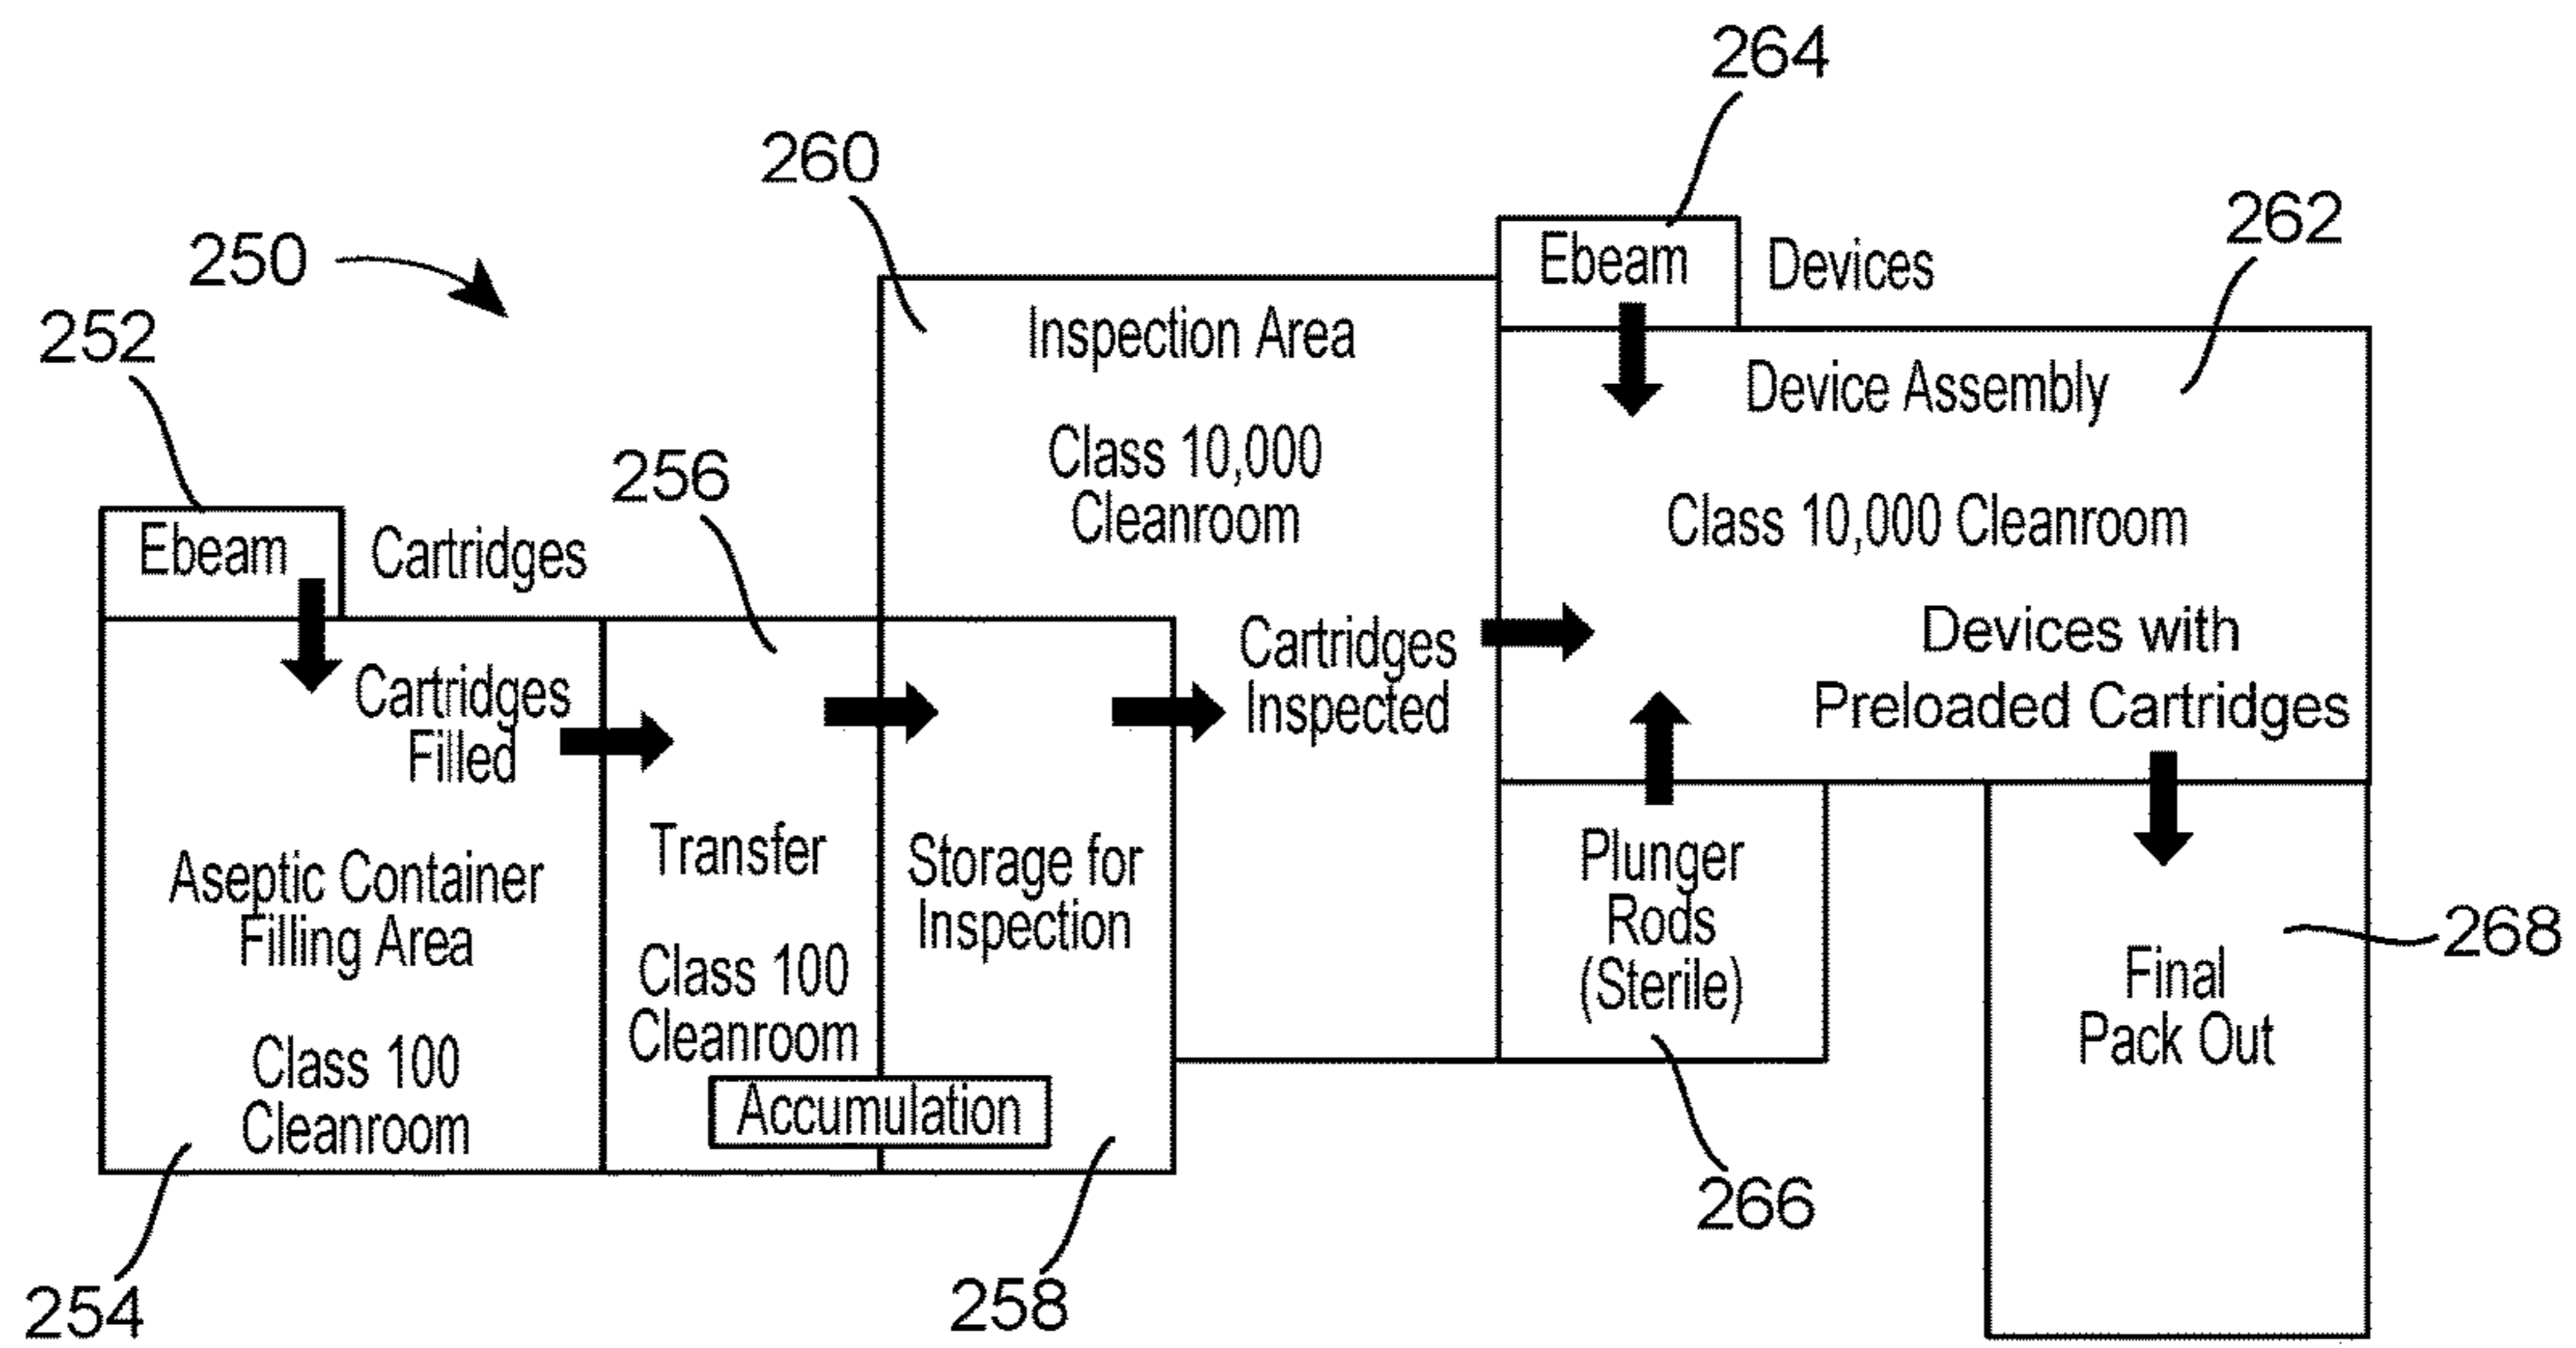 264
260
262
250
Ebeam
Devices
252
Inspection Area
Device Assembly
Class 10,000
Cleanroom
256
Class 10,000 Cleanroom
Ebeam
Cartridges
Cartridges
Inspected
Devices with
Preloaded Cartridges
Cartridges
Filled
Transfer
Storage for
Inspection
Plunger
Rods
(Sterile)
Aseptic Container
Filling Area
268
Final
Pack Out
Class 100
Cleanroom
Class 100
Cleanroom
Accumulation
266
254
258